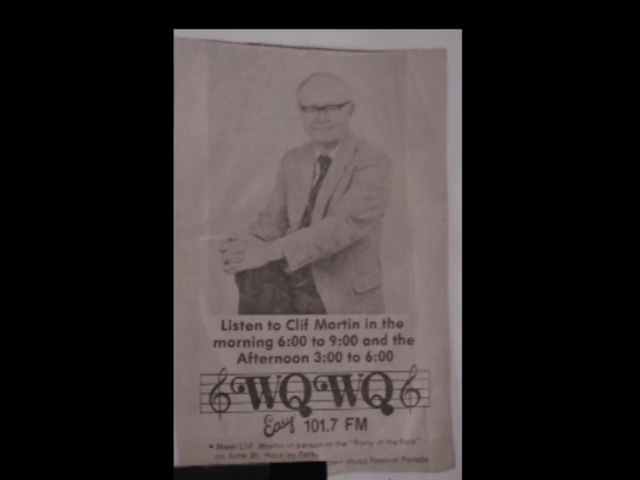 Listen to Clif Martin in the
morning 6:00 to 9:00 and the
Afternoon 3:00 to 6:00
WQWQ
Easy 101.7 FM
• Meet Clif Martin in person at the "Party in the Park"
on June 26, Hackley Park.
Music Festival Parade